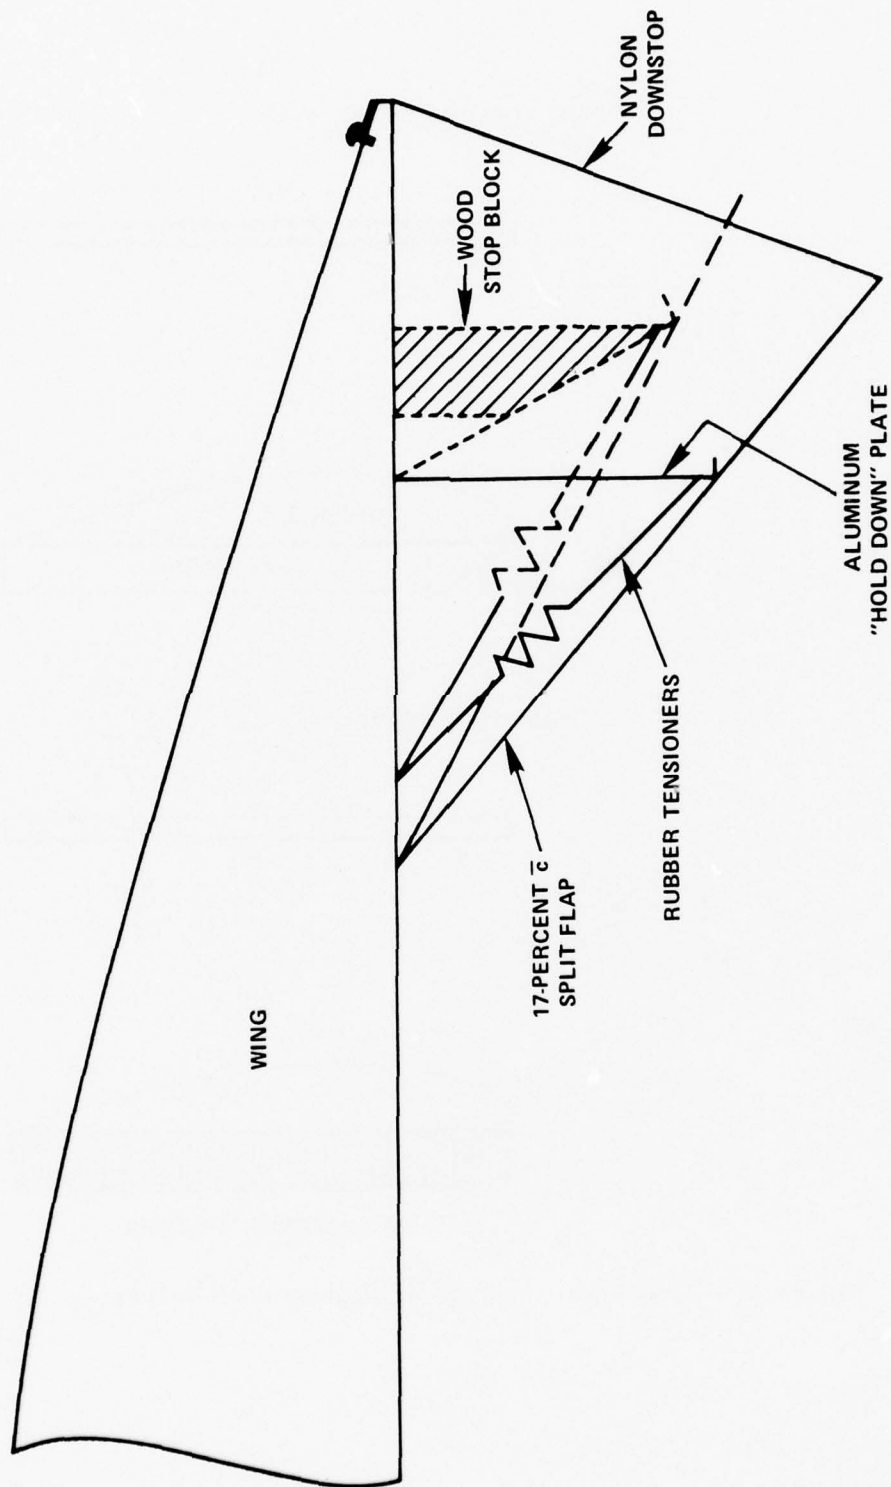 WING
17-PERCENT c̅
SPLIT FLAP
RUBBER TENSIONERS
ALUMINUM
"HOLD DOWN" PLATE
WOOD
STOP BLOCK
NYLON
DOWNSTOP